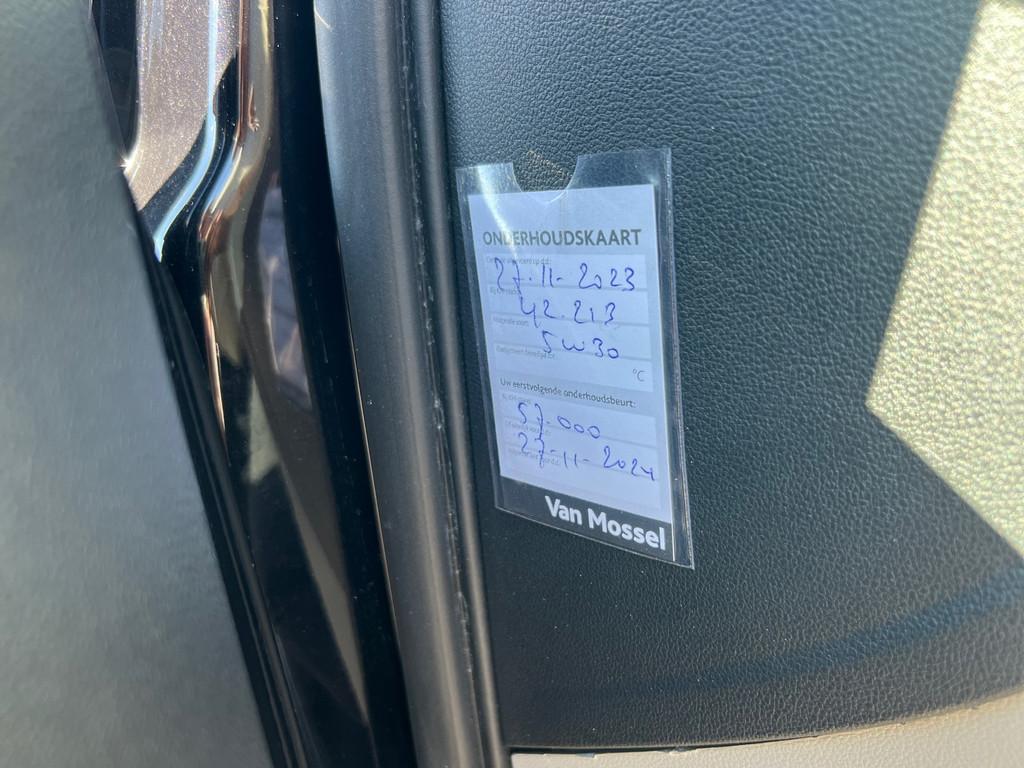 ONDERHOUDSKAART
27-11-2023
42.213
5W30
°C
Uw eerstvolgende onderhoudsbeurt:
57.000
27-11-2024
Van Mossel